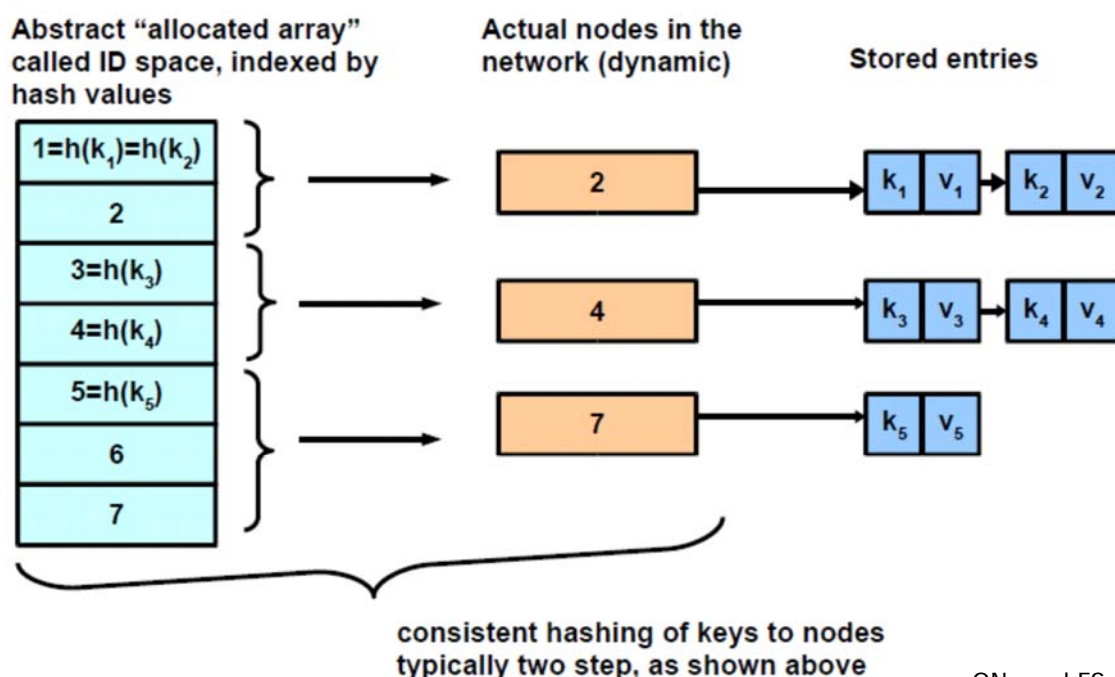 Abstract “allocated array”
called ID space, indexed by
hash values
Actual nodes in the
network (dynamic)
Stored entries
1=h(k₁)=h(k₂)
2
3=h(k₃)
4=h(k₄)
5=h(k₅)
6
7
2
4
7
k₁ v₁ k₂ v₂
k₃ v₃ k₄ v₄
k₅ v₅
consistent hashing of keys to nodes
typically two step, as shown above